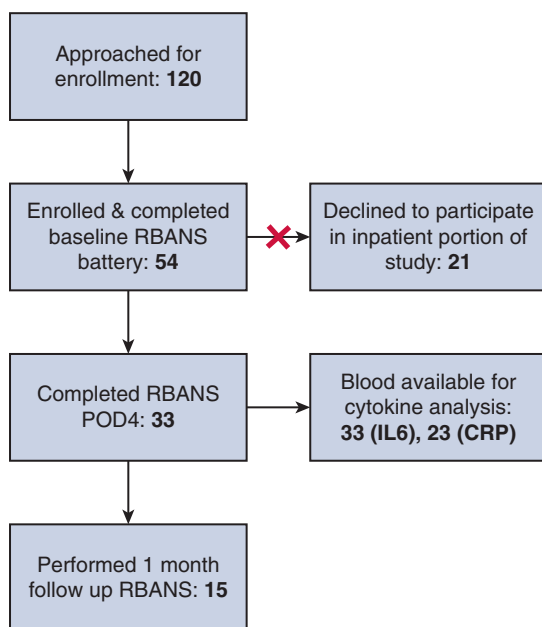 Approached for
enrollment: 120
Enrolled & completed
baseline RBANS
battery: 54
Declined to participate
in inpatient portion of
study: 21
Completed RBANS
POD4: 33
Blood available for
cytokine analysis:
33 (IL6), 23 (CRP)
Performed 1 month
follow up RBANS: 15